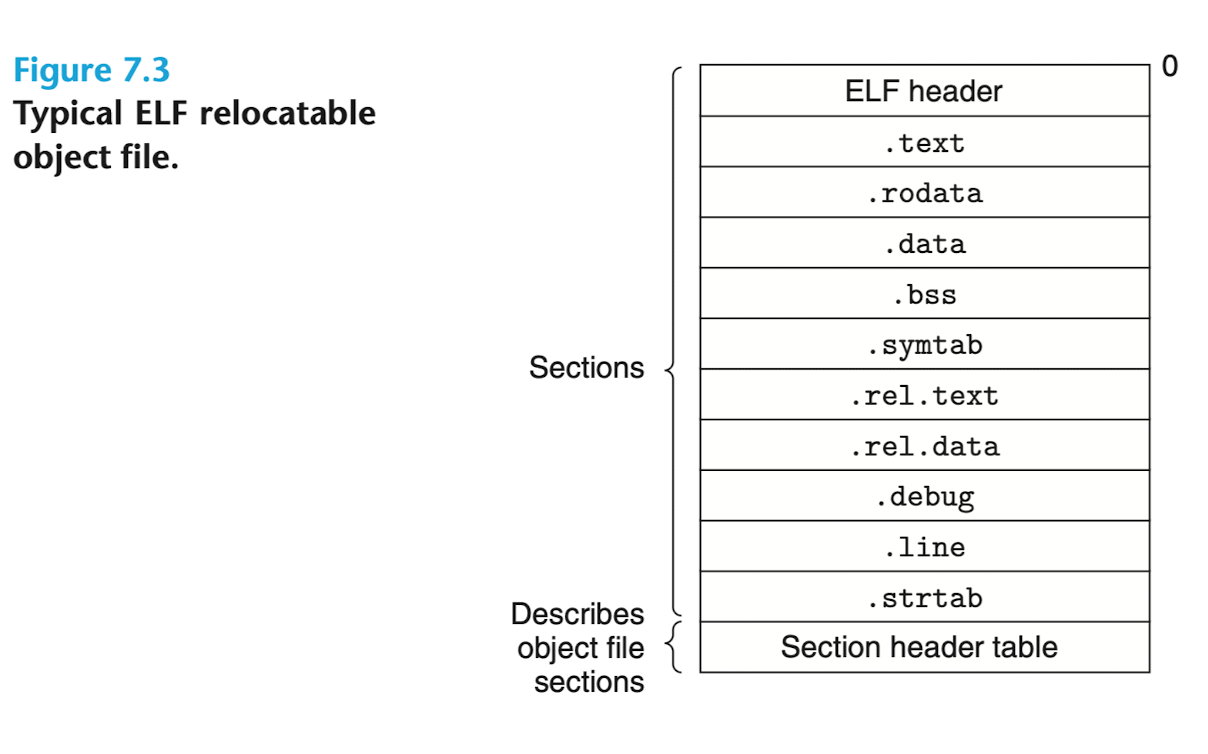 Figure 7.3
Typical ELF relocatable
object file.
0
ELF header
.text
.rodata
.data
.bss
.symtab
.rel.text
.rel.data
.debug
.line
.strtab
Section header table
Sections
Describes
object file
sections